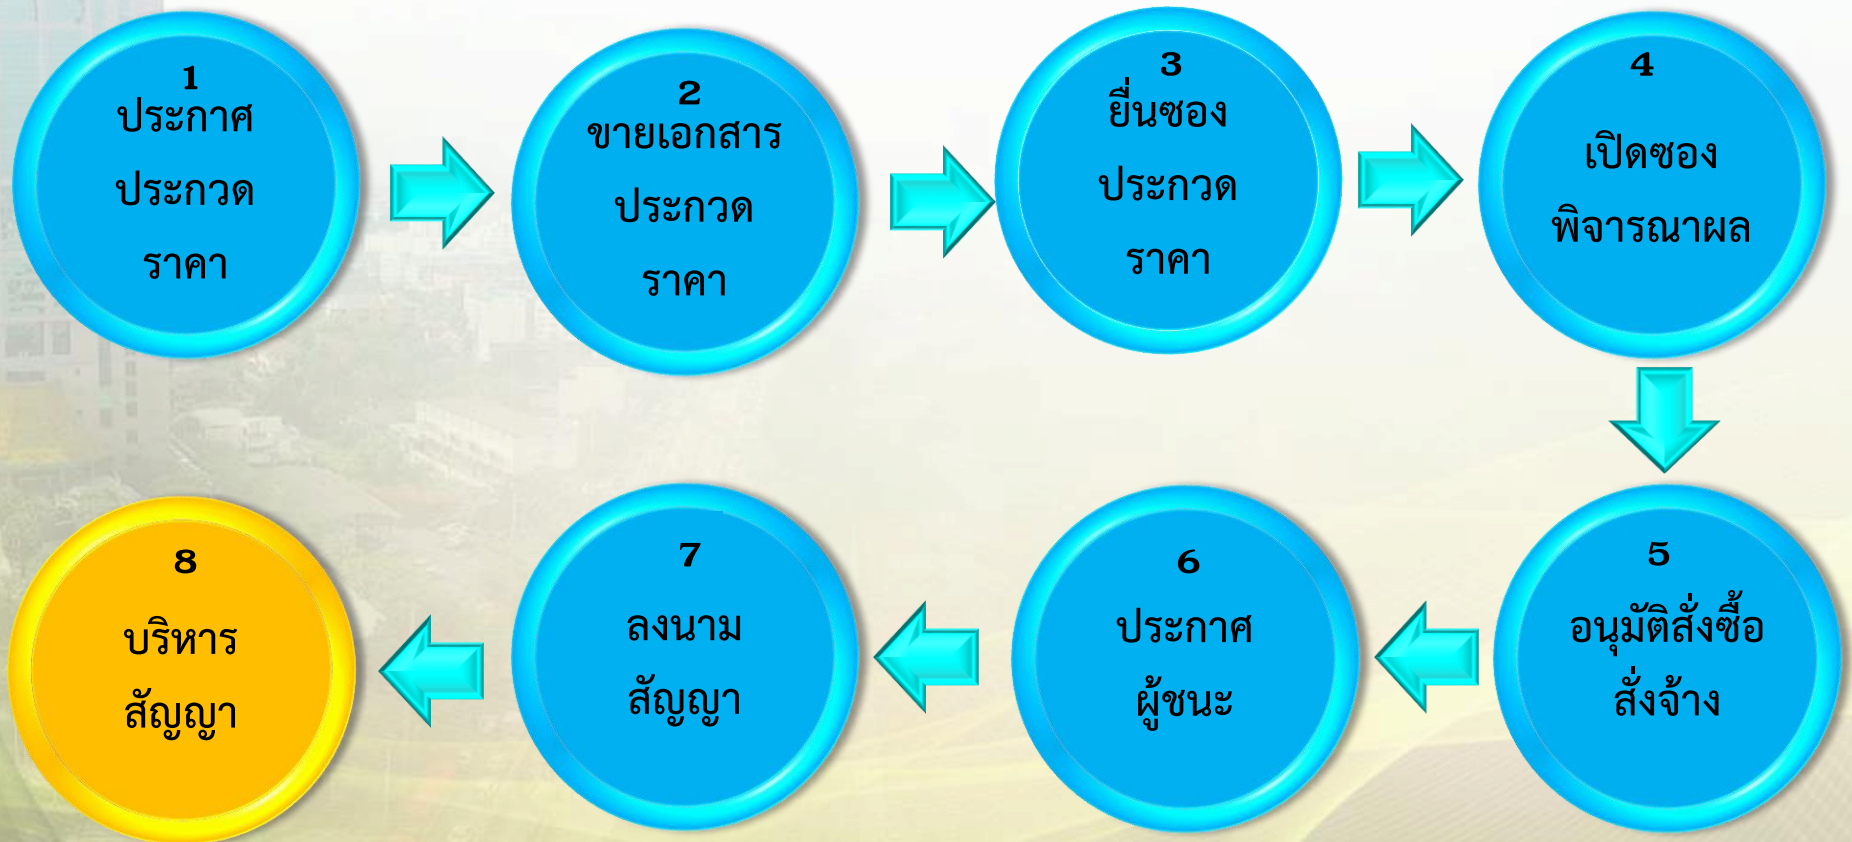 1
ประกาศ
ประกวด
ราคา
2
ขายเอกสาร
ประกวด
ราคา
3
ยื่นซอง
ประกวด
ราคา
4
เปิดซอง
พิจารณาผล
5
อนุมัติสั่งซื้อ
สั่งจ้าง
6
ประกาศ
ผู้ชนะ
7
ลงนาม
สัญญา
8
บริหาร
สัญญา